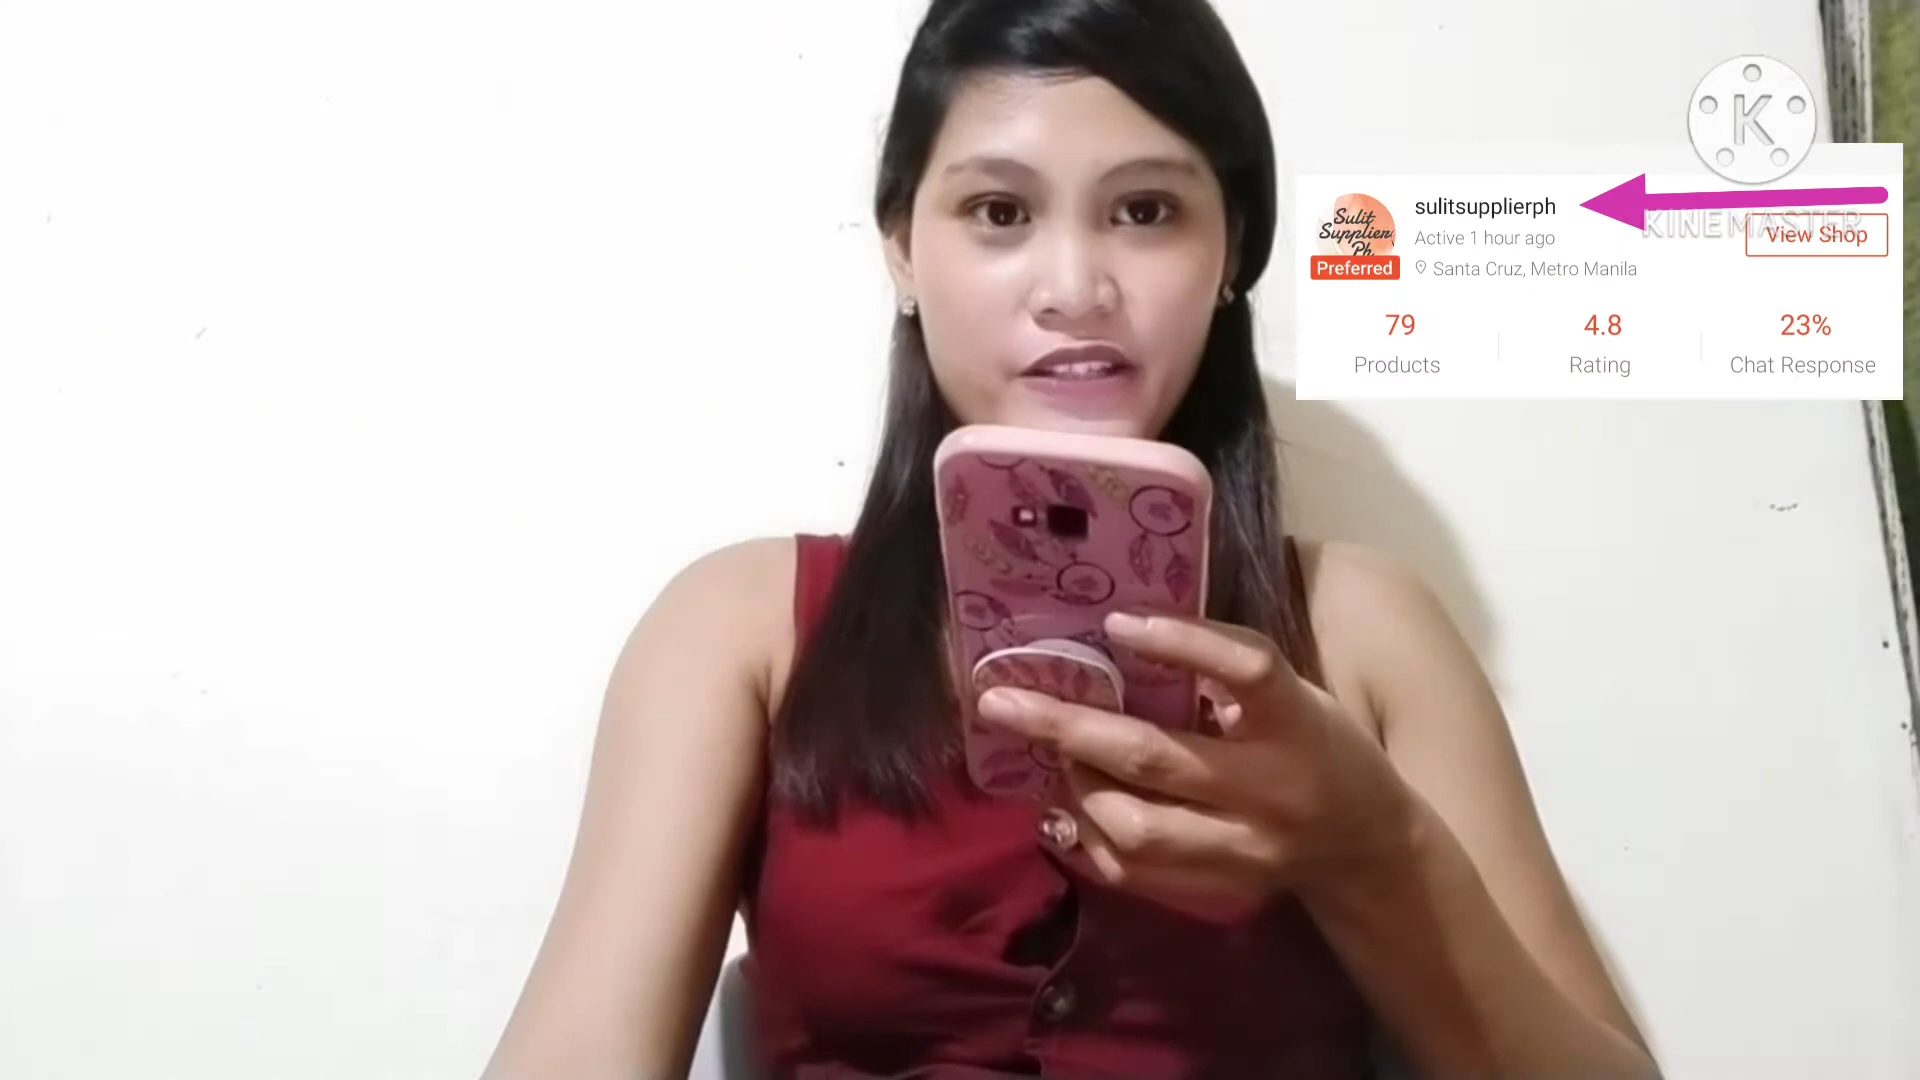 K
KINEMASTER
Sulit
Supplier
Ph
Preferred
sulitsupplierph
Active 1 hour ago
Santa Cruz, Metro Manila
View Shop
79
Products
4.8
Rating
23%
Chat Response